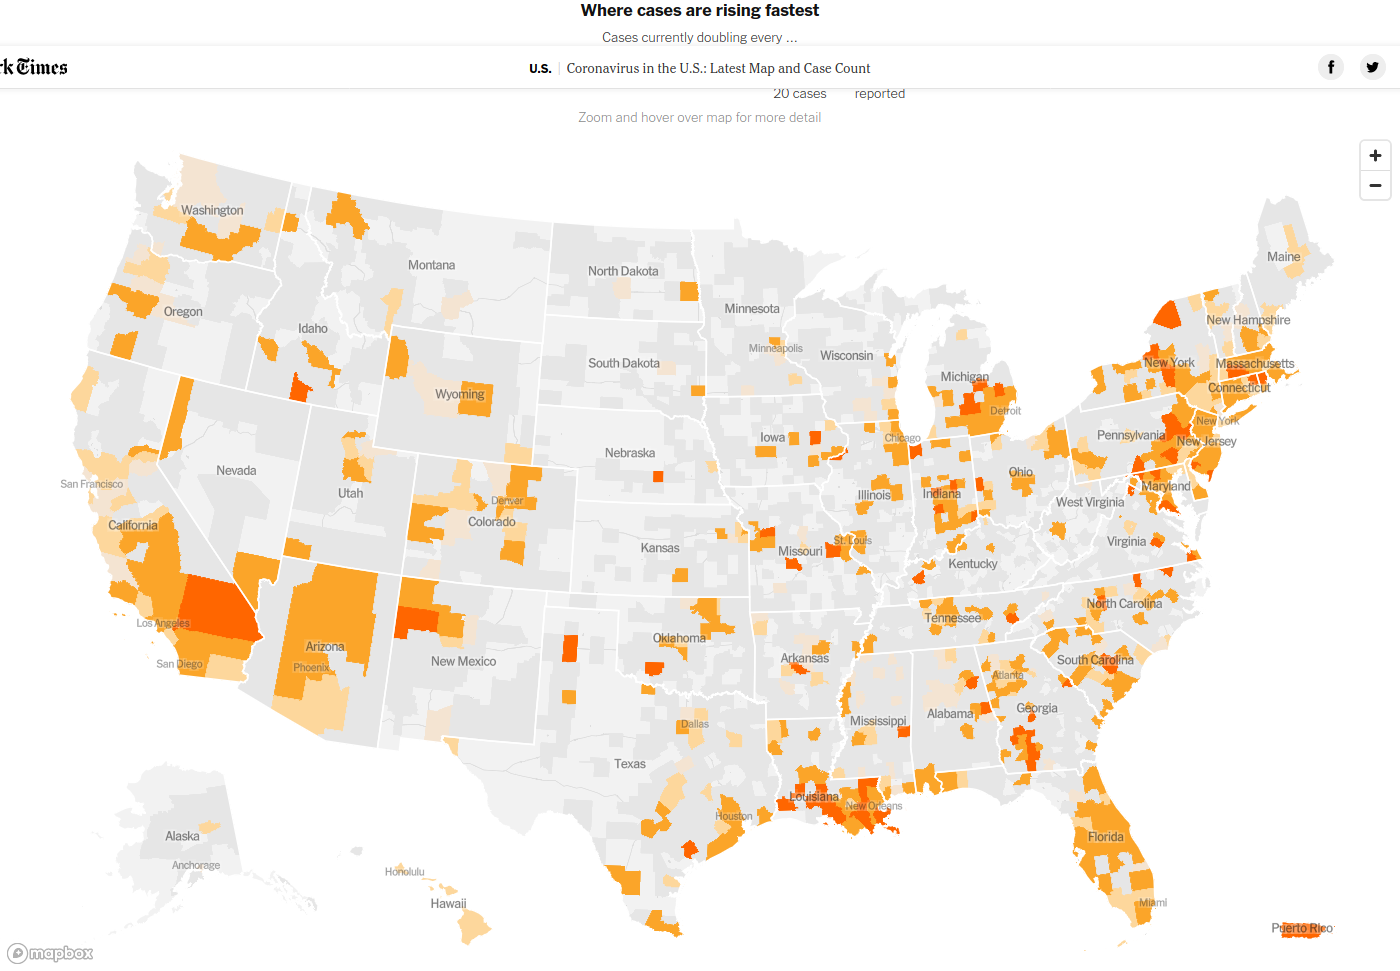 Where cases are rising fastest
Cases currently doubling every ...
rk Times
U.S.
Coronavirus in the U.S.: Latest Map and Case Count
20 cases
reported
Zoom and hover over map for more detail
Washington
Montana
North Dakota
Minnesota
Maine
Oregon
Idaho
South Dakota
Minneapolis
Wisconsin
New Hampshire
Wyoming
Michigan
Detroit
New York
Massachusetts
Connecticut
Nevada
Utah
Nebraska
Iowa
Chicago
Pennsylvania
New York
New Jersey
San Francisco
California
Denver
Colorado
Kansas
Illinois
Indiana
Ohio
Maryland
West Virginia
Virginia
Missouri
St. Louis
Kentucky
Los Angeles
San Diego
Arizona
Phoenix
New Mexico
Oklahoma
Arkansas
Tennessee
North Carolina
South Carolina
Atlanta
Georgia
Alabama
Mississippi
Dallas
Texas
Houston
Louisiana
New Orleans
Florida
Miami
Alaska
Anchorage
Honolulu
Hawaii
Puerto Rico
mapbox